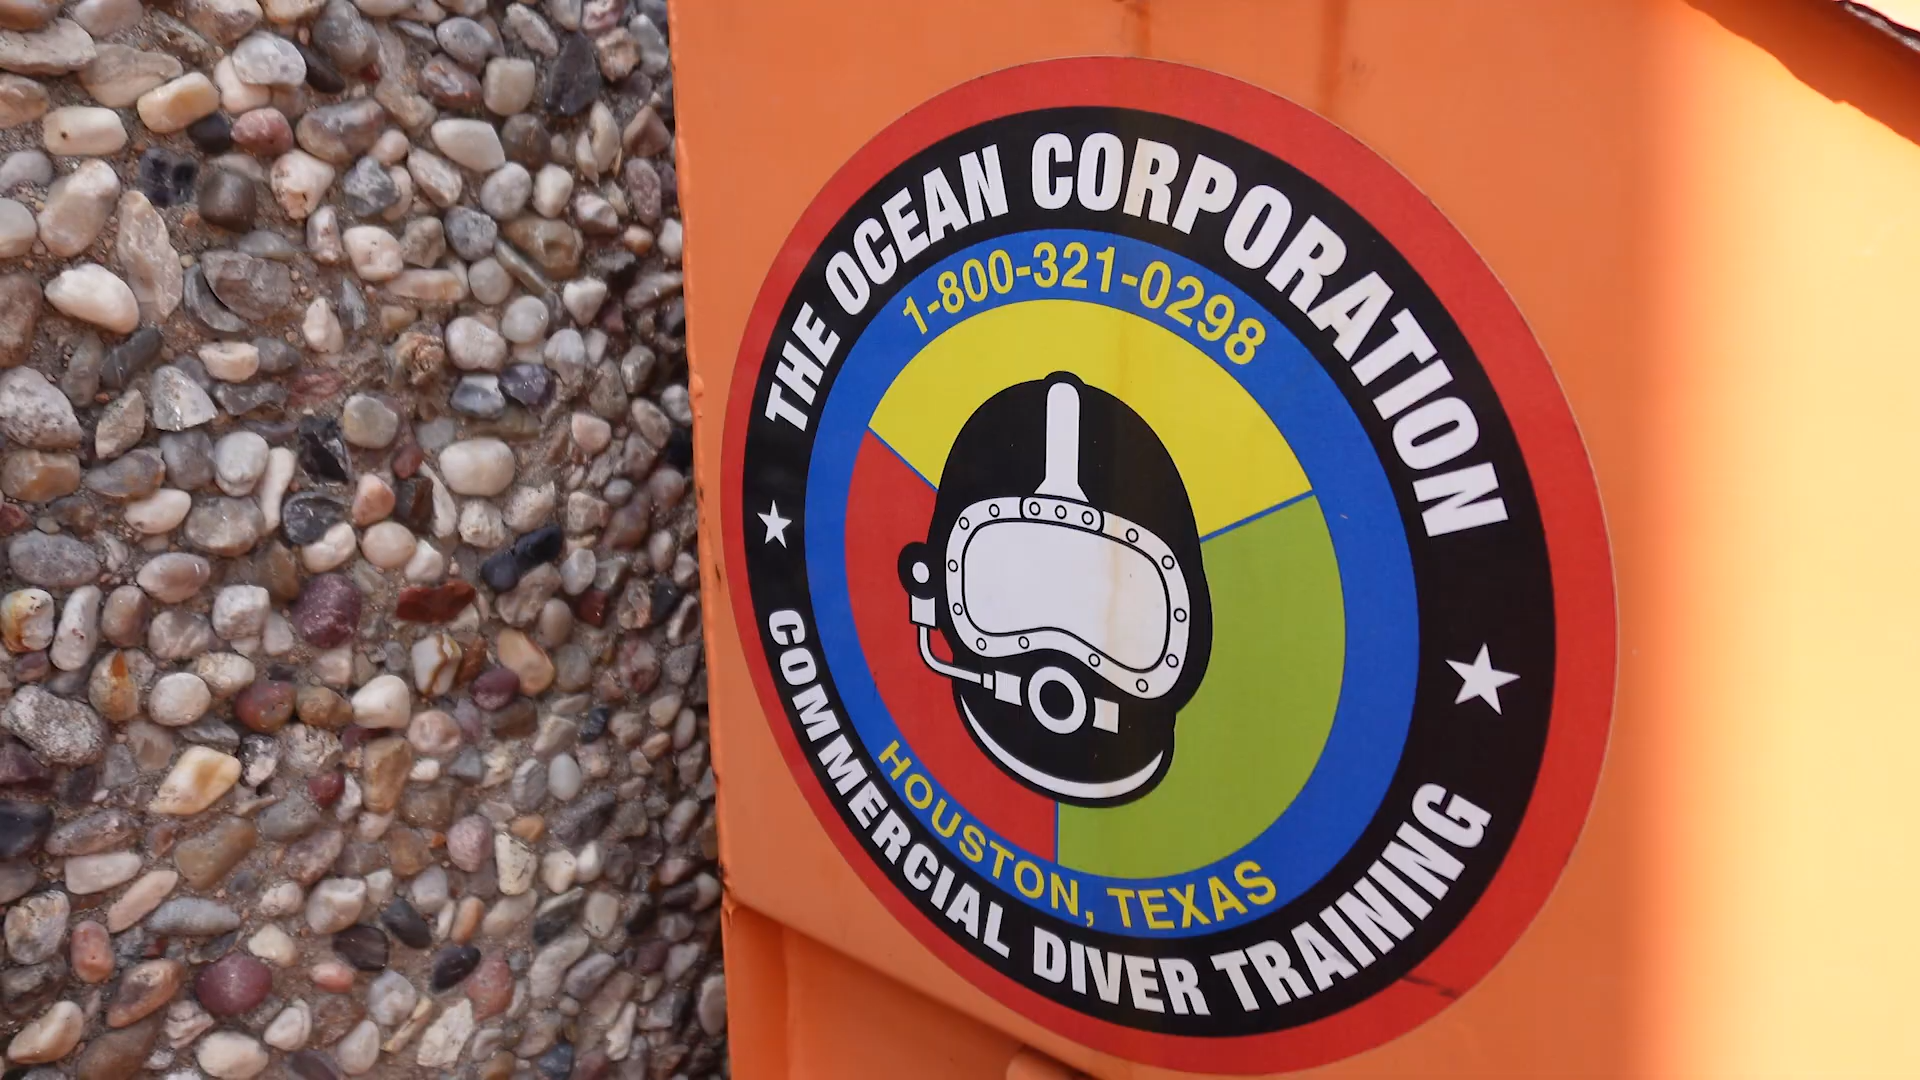 THE OCEAN CORPORATION
1-800-321-0298
HOUSTON, TEXAS
COMMERCIAL DIVER TRAINING